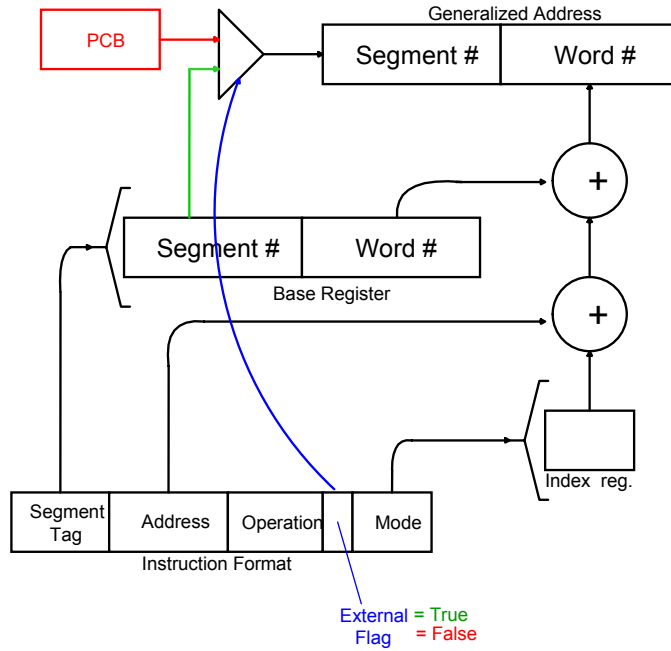 Generalized Address
PCB
Segment #
Word #
+
Segment #
Word #
Base Register
+
Index reg.
Segment
Tag
Address
Operation
Mode
Instruction Format
External = True
Flag = False